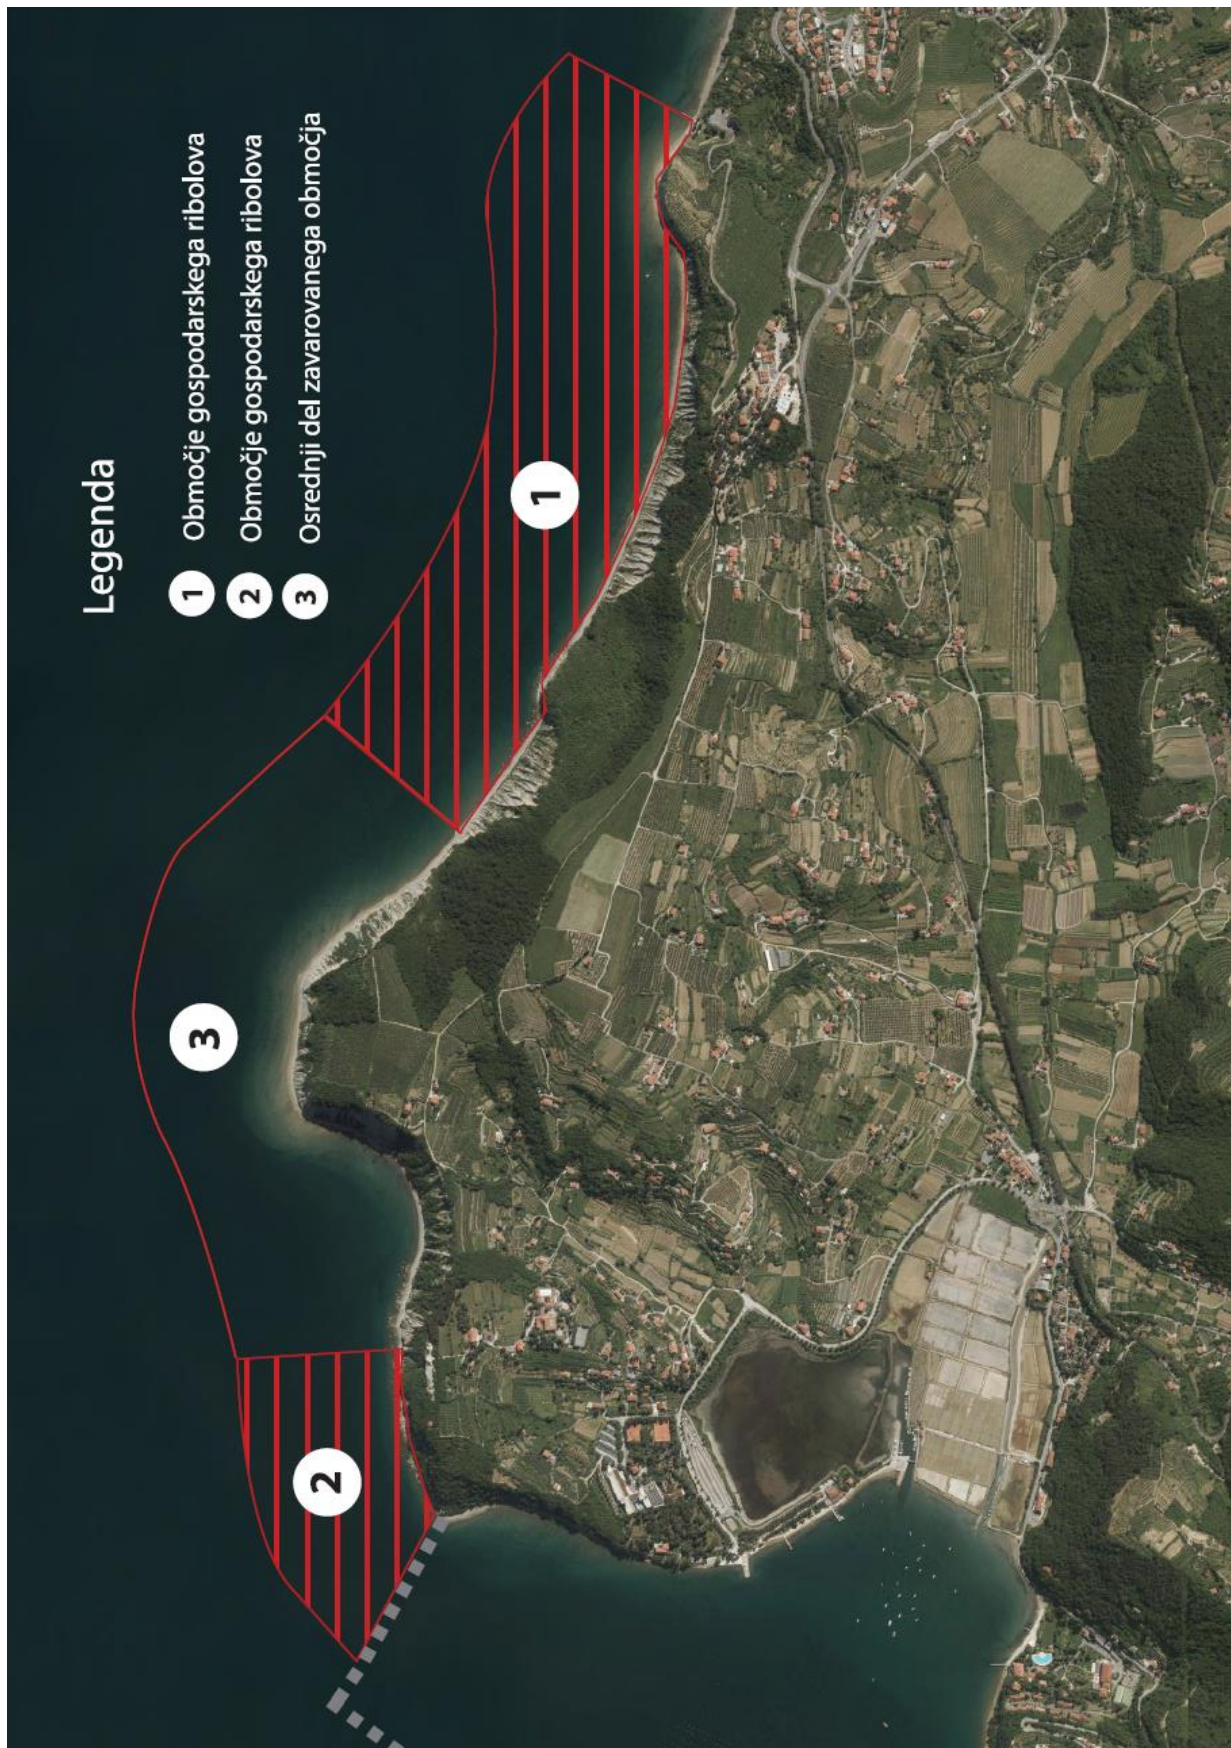 Legenda
1 Območje gospodarskega ribolova
2 Območje gospodarskega ribolova
3 Osrednji del zavarovanega območja
1
2
3